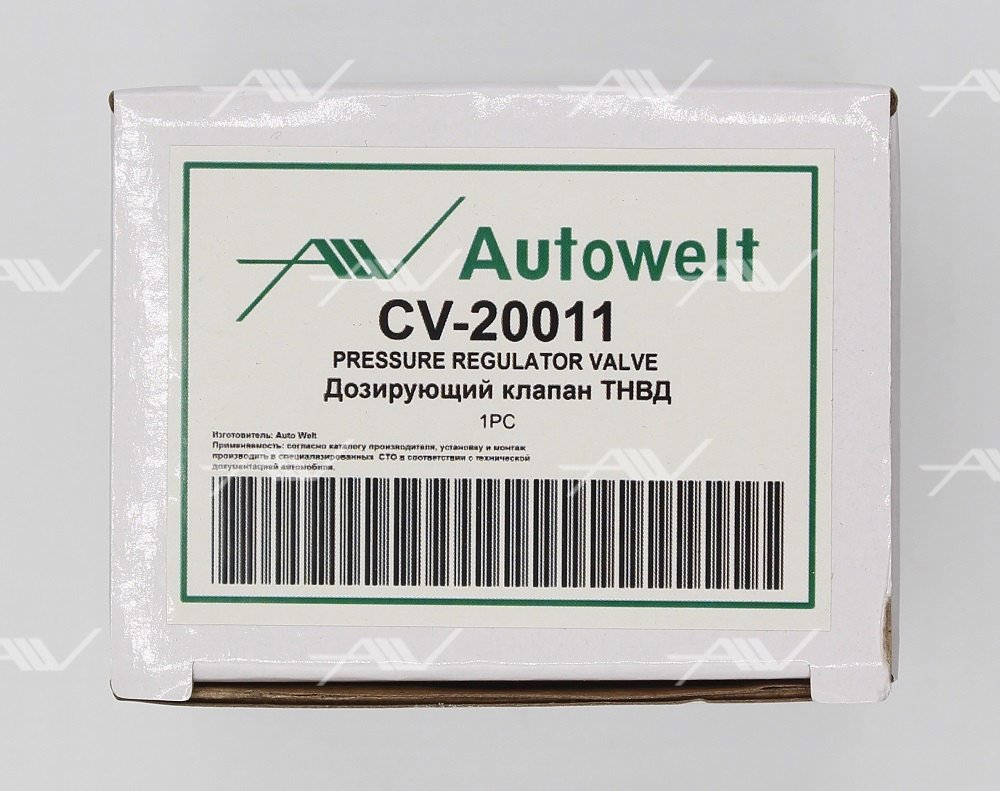 Autowelt
CV-20011
PRESSURE REGULATOR VALVE
Дозирующий клапан ТНВД
1PC
Изготовитель: Auto Welt
Применяемость: согласно каталогу производителя, установку и монтаж
производить в специализированных СТО в соответствии с технической
документацией автомобиля.